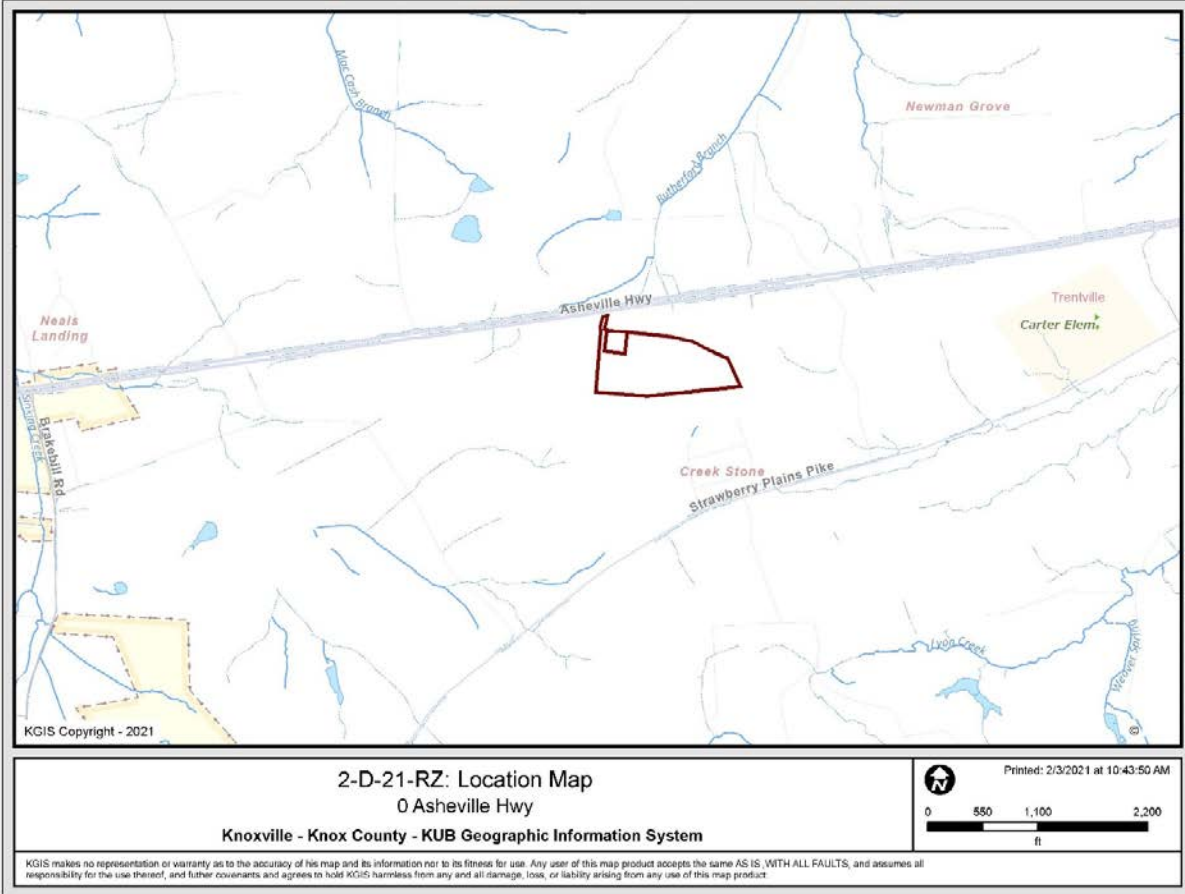 Mac Cash Branch
Newman Grove
Rutherford Branch
Asheville Hwy
Trentville
Carter Elem.
Neals
Landing
Sinking Creek
Brakebill Rd
Creek Stone
Strawberry Plains Pike
Lyon Creek
Weaver Spring
KGIS Copyright - 2021
©
2-D-21-RZ: Location Map
0 Asheville Hwy
Knoxville - Knox County - KUB Geographic Information System
N
Printed: 2/3/2021 at 10:43:50 AM
0 550 1,100 2,200
ft
KGIS makes no representation or warranty as to the accuracy of his map and its information nor to its fitness for use. Any user of this map product accepts the same AS IS ,WITH ALL FAULTS, and assumes all
responsibility for the use thereof, and futher covenants and agrees to hold KGIS harmless from any and all damage, loss, or liability arising from any use of this map product.